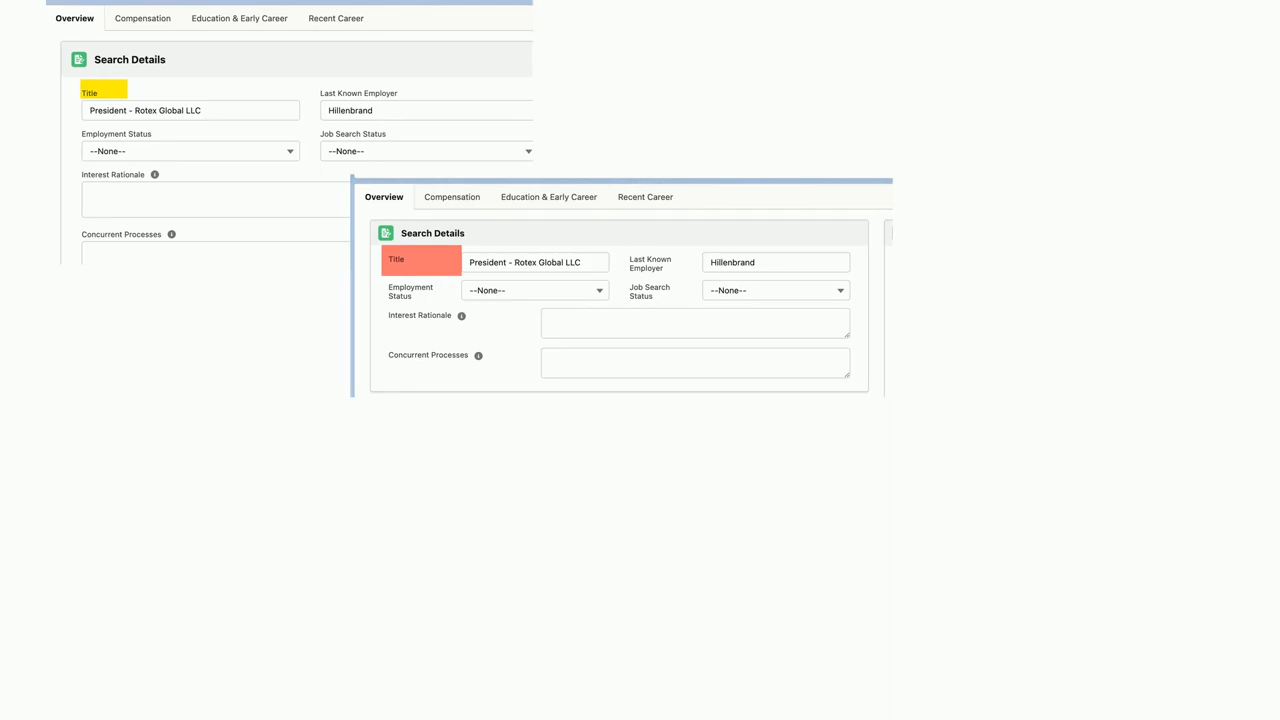 Overview Compensation Education & Early Career Recent Career
Search Details
Title Last Known Employer
President - Rotex Global LLC Hillenbrand
Employment Status Job Search Status
--None-- --None--
Interest Rationale
Concurrent Processes
Overview Compensation Education & Early Career Recent Career
Search Details
Title President - Rotex Global LLC Last Known Hillenbrand
Employer
Employment --None-- Job Search --None--
Status Status
Interest Rationale
Concurrent Processes